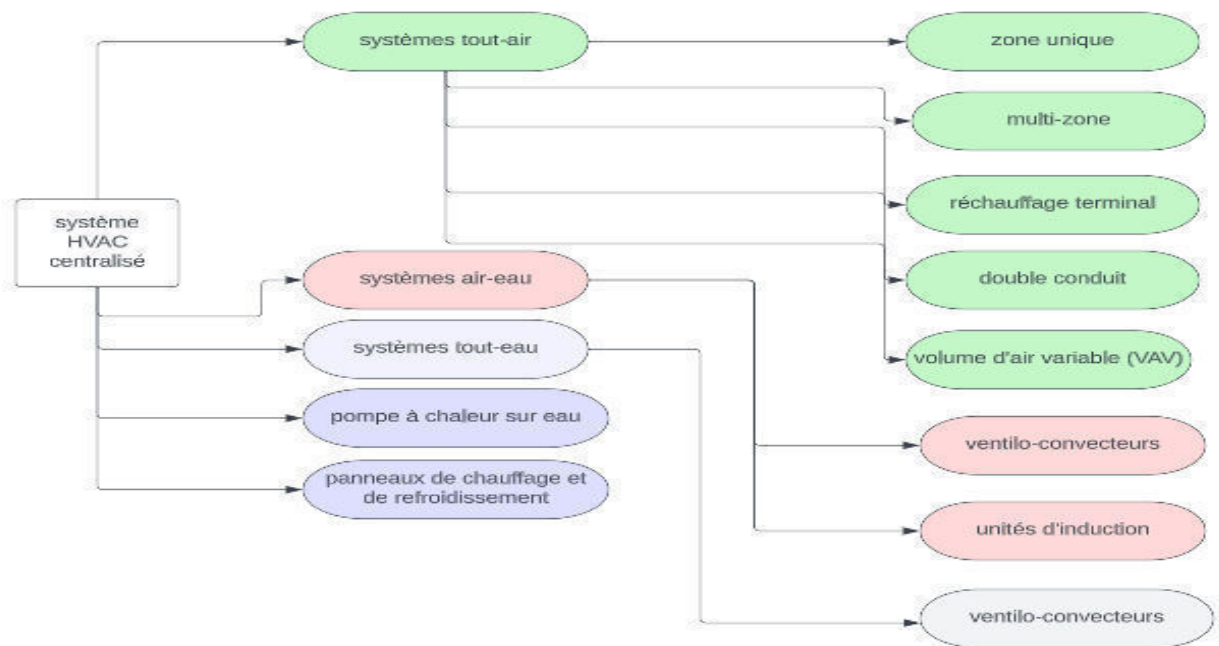 systèmes tout-air
zone unique
multi-zone
système
HVAC
centralisé
réchauffage terminal
systèmes air-eau
double conduit
systèmes tout-eau
volume d'air variable (VAV)
pompe à chaleur sur eau
ventilo-convecteurs
panneaux de chauffage et
de refroidissement
unités d'induction
ventilo-convecteurs